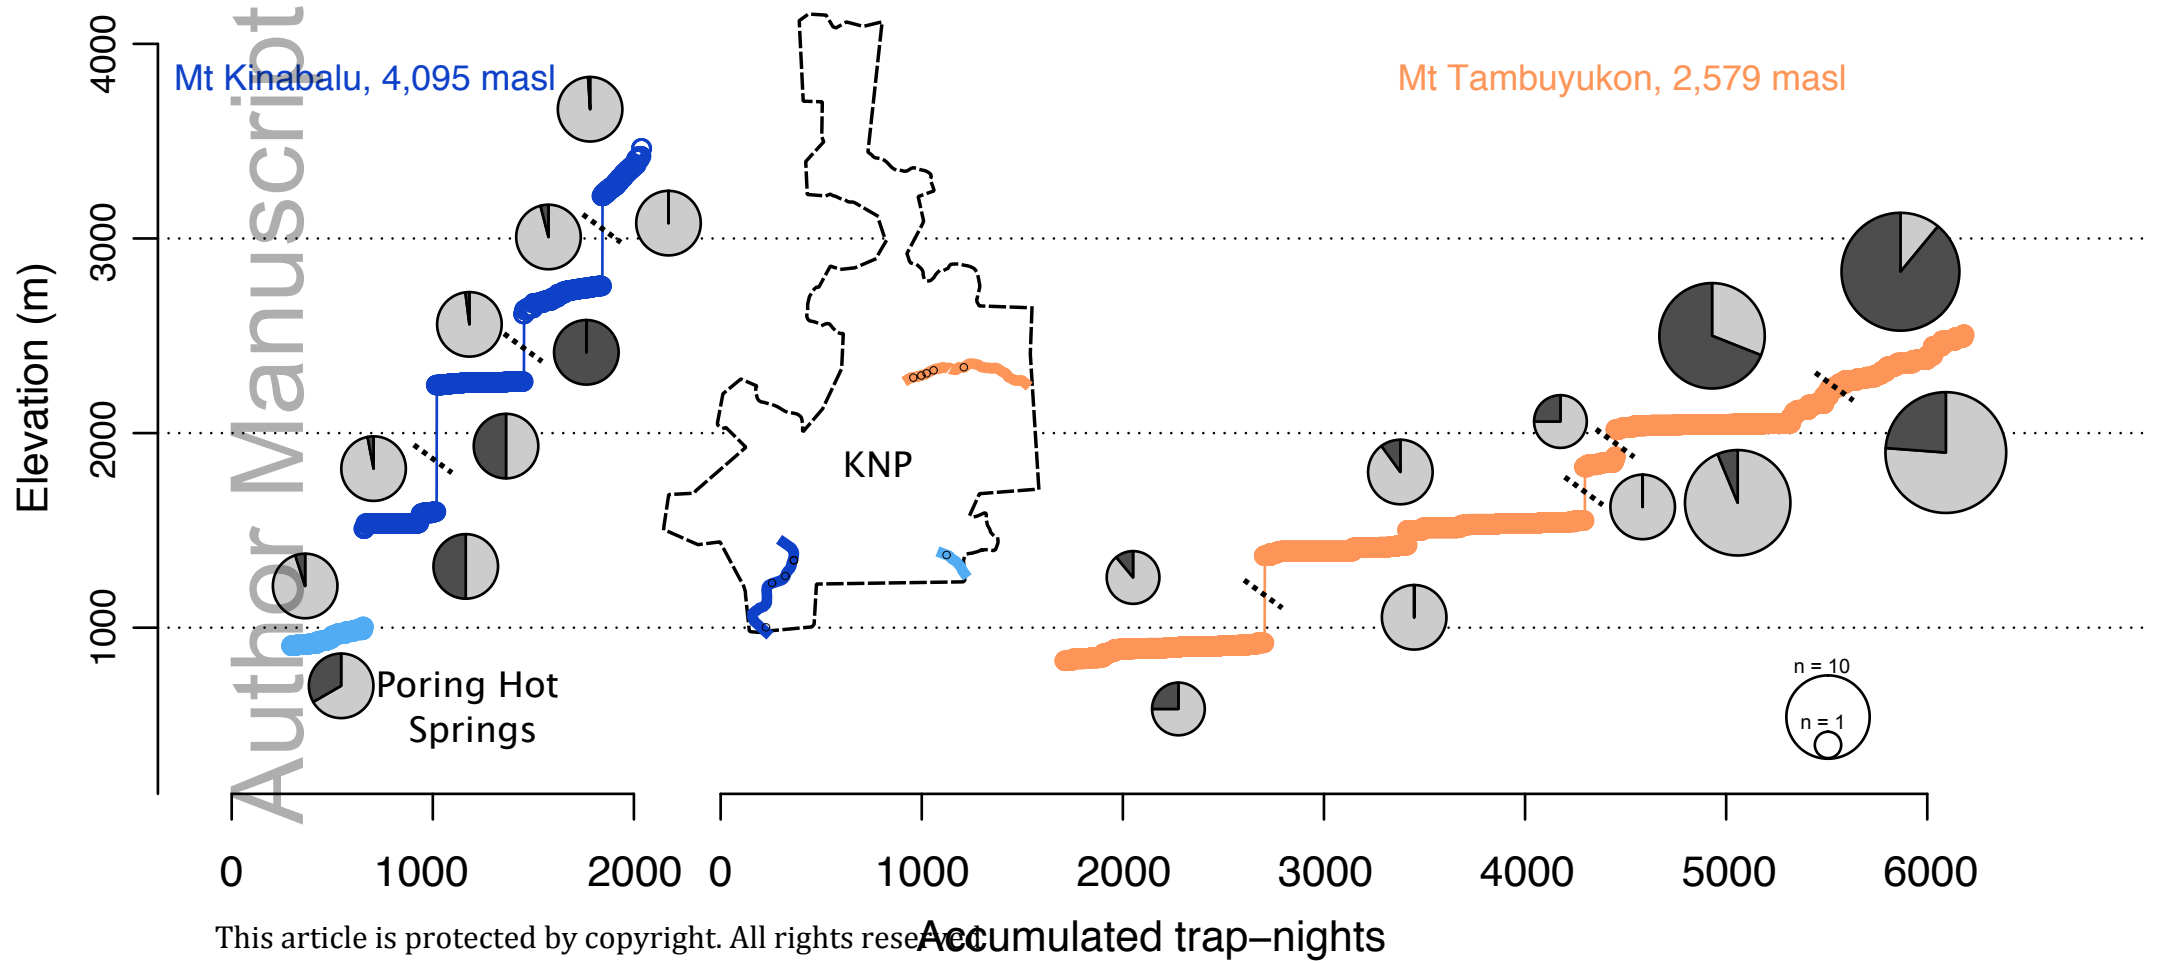 Mt Kinabalu, 4,095 masl
Mt Tambuyukon, 2,579 masl
Elevation (m)
4000
3000
2000
1000
Author Manuscript
KNP
Poring Hot
Springs
n = 10
n = 1
0 1000 2000 0 1000 2000 3000 4000 5000 6000
Accumulated trap−nights
This article is protected by copyright. All rights reserved